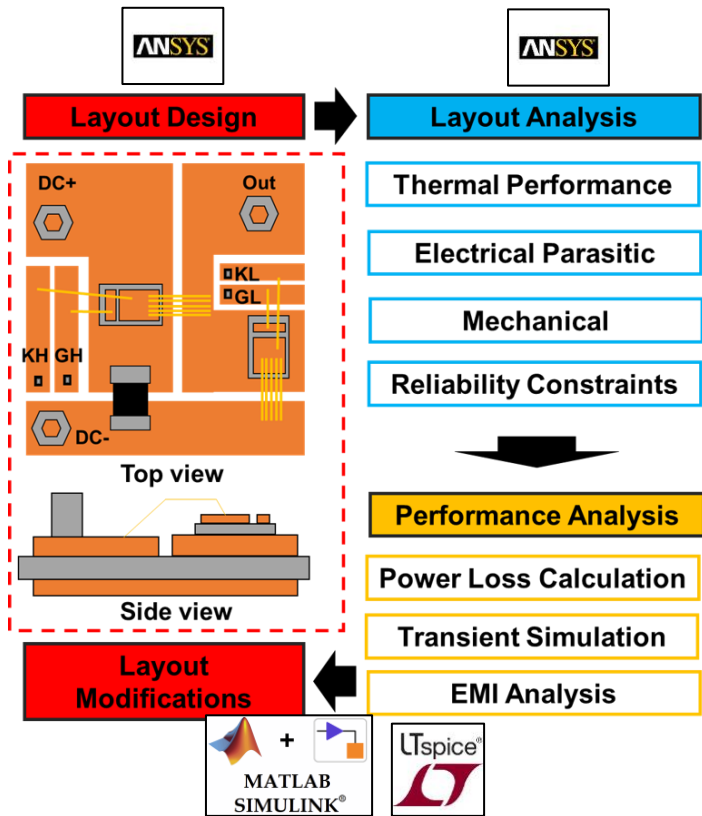 ANSYS
ANSYS
Layout Design
Layout Analysis
DC+
Out
KL
GL
KH
GH
DC-
Top view
Side view
Thermal Performance
Electrical Parasitic
Mechanical
Reliability Constraints
Performance Analysis
Power Loss Calculation
Transient Simulation
EMI Analysis
Layout
Modifications
+
MATLAB
SIMULINK®
LTspice®